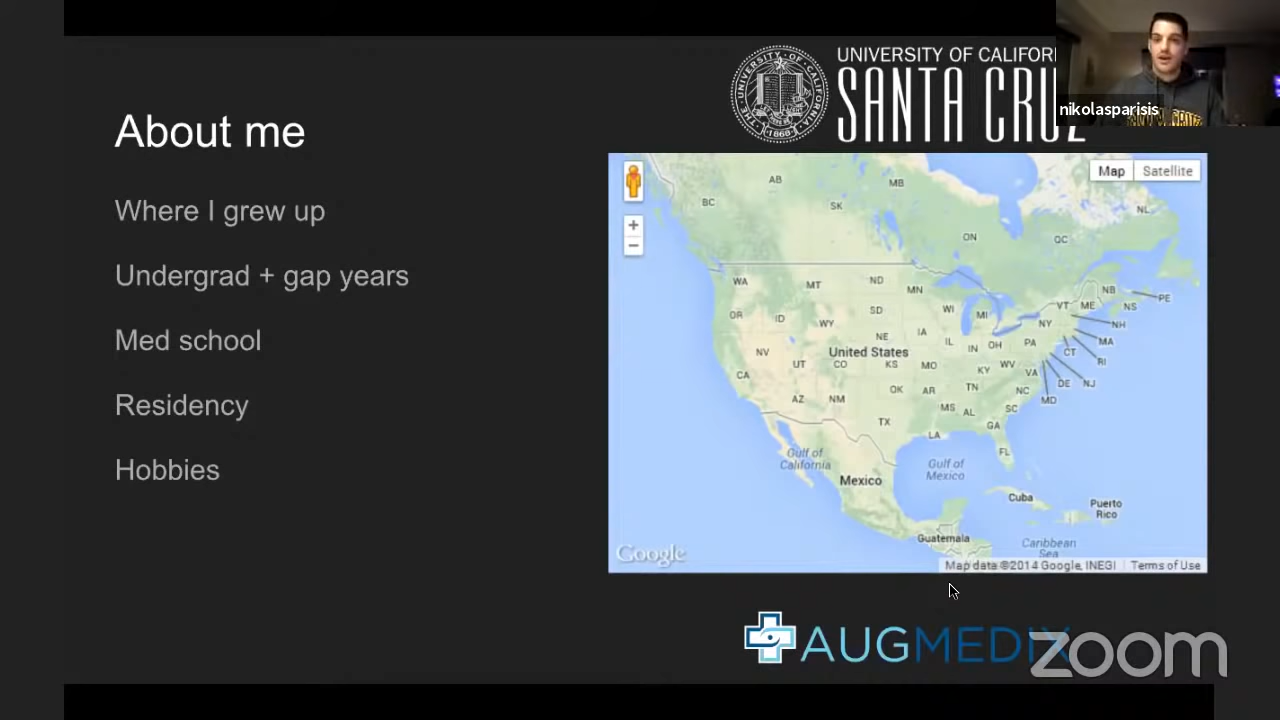 About me
Where I grew up
Undergrad + gap years
Med school
Residency
Hobbies
UNIVERSITY OF CALIFOR
SANTA CRUZ
THE UNIVERSITY OF CALIFORNIA
1868
nikolasparisis
Map
Satellite
+
−
AB
MB
BC
SK
NL
ON
QC
WA
MT
ND
MN
NB
PE
VT
ME
NS
OR
ID
SD
WI
MI
NY
NH
WY
IA
MA
NE
IL
IN
OH
PA
CT
RI
NV
UT
United States
CO
KS
MO
KY
WV
VA
CA
DE
NJ
OK
AR
TN
NC
MD
AZ
NM
MS
AL
SC
TX
GA
LA
FL
Gulf of
California
Gulf of
Mexico
Mexico
Cuba
Puerto
Rico
Guatemala
Caribbean
Sea
Google
Map data ©2014 Google, INEGI
Terms of Use
AUGMEDIX
zoom